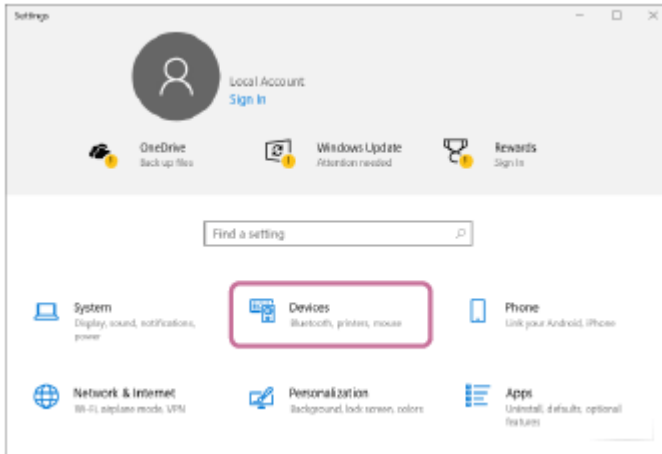 Settings
Local Account
Sign In
OneDrive
Back up files
Windows Update
Attention needed
Rewards
Sign In
Find a setting
System
Display, sound, notifications,
power
Devices
Bluetooth, printers, mouse
Phone
Link your Android, iPhone
Network & Internet
Wi-Fi, airplane mode, VPN
Personalization
Background, lock screen, colors
Apps
Uninstall, defaults, optional
features